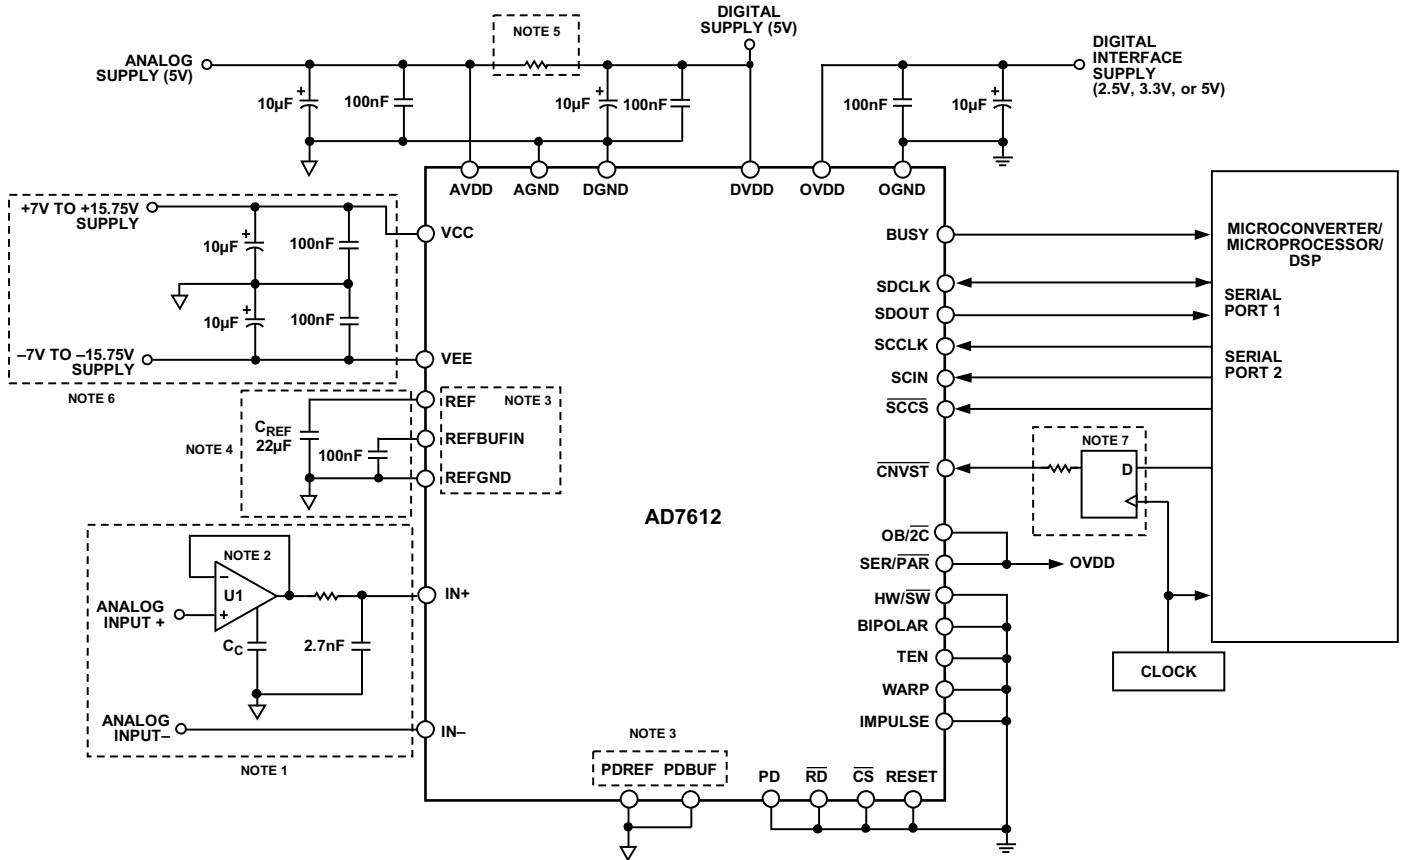 DIGITAL
SUPPLY (5V)
NOTE 5
ANALOG
SUPPLY (5V)
DIGITAL
INTERFACE
SUPPLY
(2.5V, 3.3V, or 5V)
10µF
+
100nF
10µF
+
100nF
100nF
10µF
+
AVDD
AGND
DGND
DVDD
OVDD
OGND
+7V TO +15.75V
SUPPLY
10µF
+
100nF
10µF
+
100nF
–7V TO –15.75V
SUPPLY
NOTE 6
VCC
VEE
NOTE 4
CREF
22µF
100nF
REF
NOTE 3
REFBUFIN
REFGND
AD7612
NOTE 2
–
U1
+
ANALOG
INPUT +
CC
2.7nF
ANALOG
INPUT–
NOTE 1
IN+
IN–
BUSY
SDCLK
SDOUT
SCCLK
SCIN
SCCS
CNVST
OB/2C
SER/PAR
OVDD
HW/SW
BIPOLAR
TEN
WARP
IMPULSE
MICROCONVERTER/
MICROPROCESSOR/
DSP
SERIAL
PORT 1
SERIAL
PORT 2
NOTE 7
D
CLOCK
NOTE 3
PDREF PDBUF
PD
RD
CS
RESET